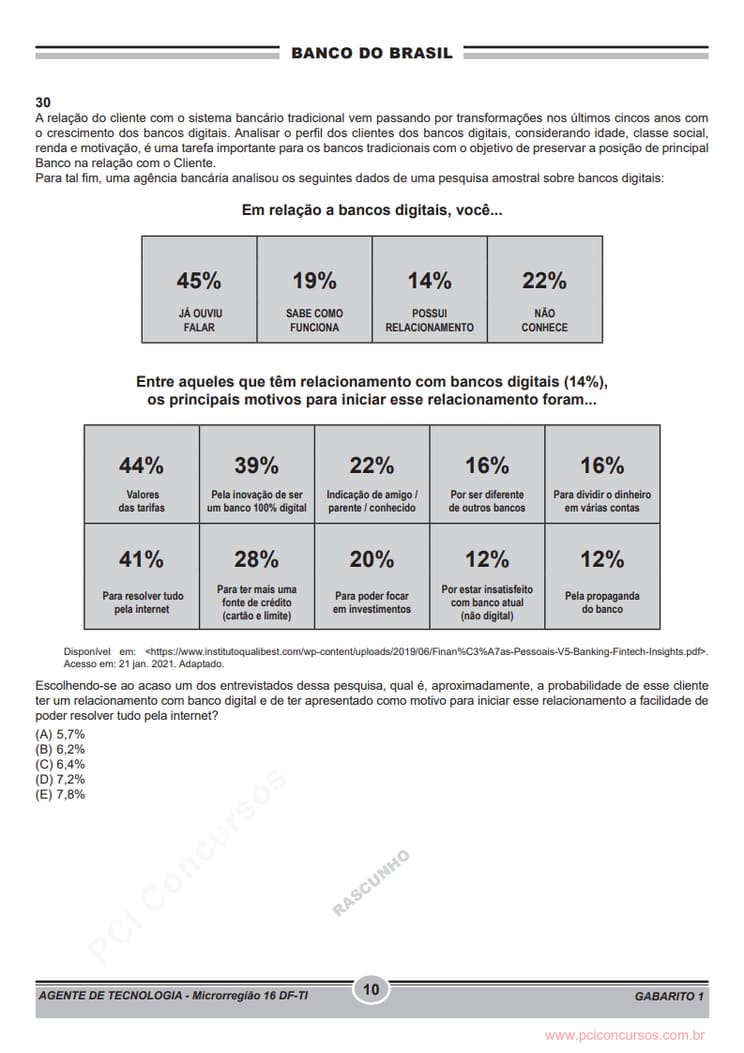 BANCO DO BRASIL
30
A relação do cliente com o sistema bancário tradicional vem passando por transformações nos últimos cincos anos com
o crescimento dos bancos digitais. Analisar o perfil dos clientes dos bancos digitais, considerando idade, classe social,
renda e motivação, é uma tarefa importante para os bancos tradicionais com o objetivo de preservar a posição de principal
Banco na relação com o Cliente.
Para tal fim, uma agência bancária analisou os seguintes dados de uma pesquisa amostral sobre bancos digitais:
Em relação a bancos digitais, você...
45% 19% 14% 22%
JÁ OUVIU SABE COMO POSSUI NÃO
FALAR FUNCIONA RELACIONAMENTO CONHECE
Entre aqueles que têm relacionamento com bancos digitais (14%),
os principais motivos para iniciar esse relacionamento foram...
44% 39% 22% 16% 16%
Valores Pela inovação de ser Indicação de amigo / Por ser diferente Para dividir o dinheiro
das tarifas um banco 100% digital parente / conhecido de outros bancos em várias contas
41% 28% 20% 12% 12%
Para resolver tudo Para ter mais uma Para poder focar Por estar insatisfeito Pela propaganda
pela internet fonte de crédito em investimentos com banco atual do banco
(cartão e limite) (não digital)
Disponível em: <https://www.institutoqualibest.com/wp-content/uploads/2019/06/Finan%C3%A7as-Pessoais-V5-Banking-Fintech-Insights.pdf>.
Acesso em: 21 jan. 2021. Adaptado.
Escolhendo-se ao acaso um dos entrevistados dessa pesquisa, qual é, aproximadamente, a probabilidade de esse cliente
ter um relacionamento com banco digital e de ter apresentado como motivo para iniciar esse relacionamento a facilidade de
poder resolver tudo pela internet?
(A) 5,7%
(B) 6,2%
(C) 6,4%
(D) 7,2%
(E) 7,8%
PCI Concursos
RASCUNHO
AGENTE DE TECNOLOGIA - Microrregião 16 DF-TI
10
GABARITO 1
www.pciconcursos.com.br